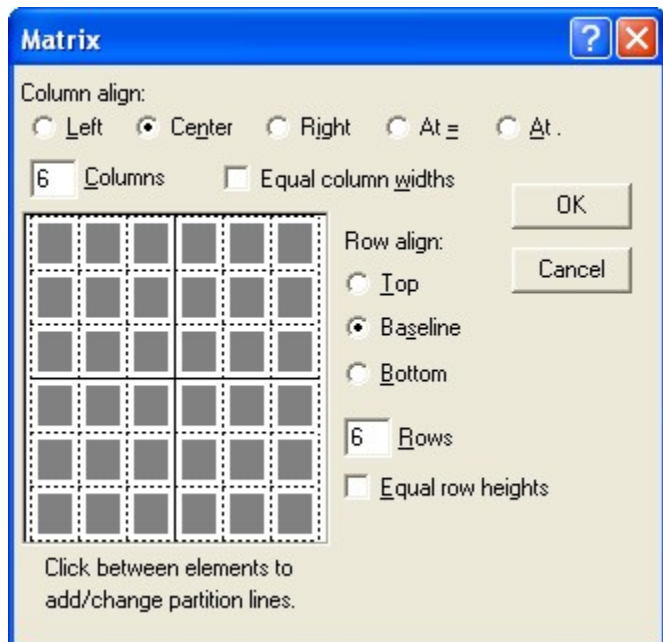 Matrix
?
Column align:
Left Center Right At = At .
6 Columns Equal column widths
OK
Row align:
Top
Cancel
Baseline
Bottom
6 Rows
Equal row heights
Click between elements to
add/change partition lines.